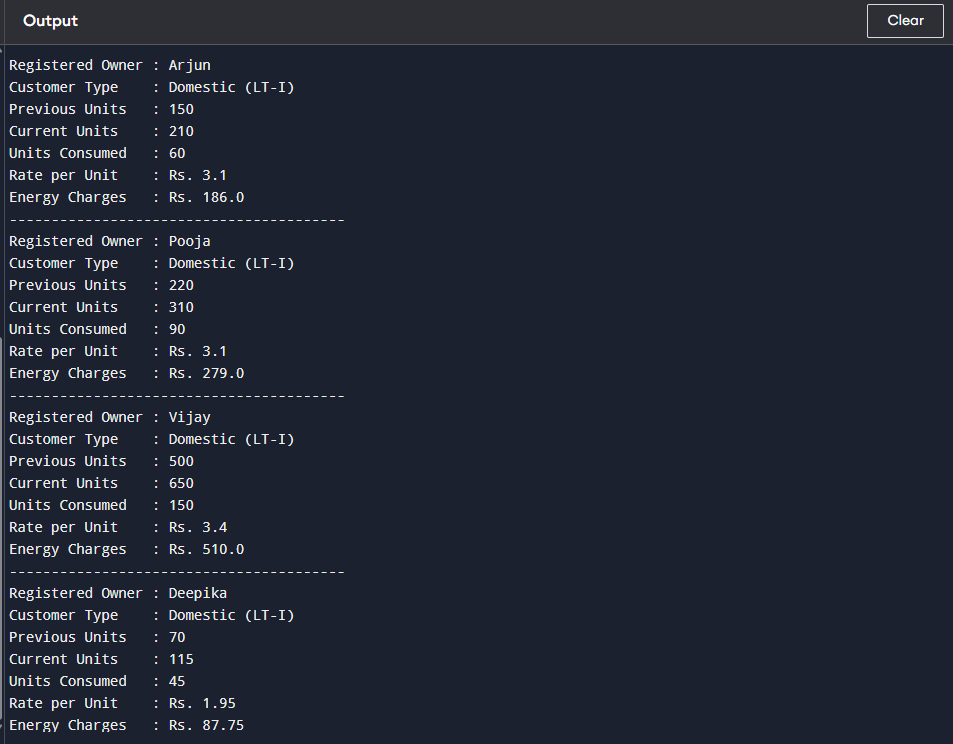 Output
Clear
Registered Owner : Arjun
Customer Type    : Domestic (LT-I)
Previous Units   : 150
Current Units    : 210
Units Consumed   : 60
Rate per Unit    : Rs. 3.1
Energy Charges   : Rs. 186.0
----------------------------------------
Registered Owner : Pooja
Customer Type    : Domestic (LT-I)
Previous Units   : 220
Current Units    : 310
Units Consumed   : 90
Rate per Unit    : Rs. 3.1
Energy Charges   : Rs. 279.0
----------------------------------------
Registered Owner : Vijay
Customer Type    : Domestic (LT-I)
Previous Units   : 500
Current Units    : 650
Units Consumed   : 150
Rate per Unit    : Rs. 3.4
Energy Charges   : Rs. 510.0
----------------------------------------
Registered Owner : Deepika
Customer Type    : Domestic (LT-I)
Previous Units   : 70
Current Units    : 115
Units Consumed   : 45
Rate per Unit    : Rs. 1.95
Energy Charges   : Rs. 87.75